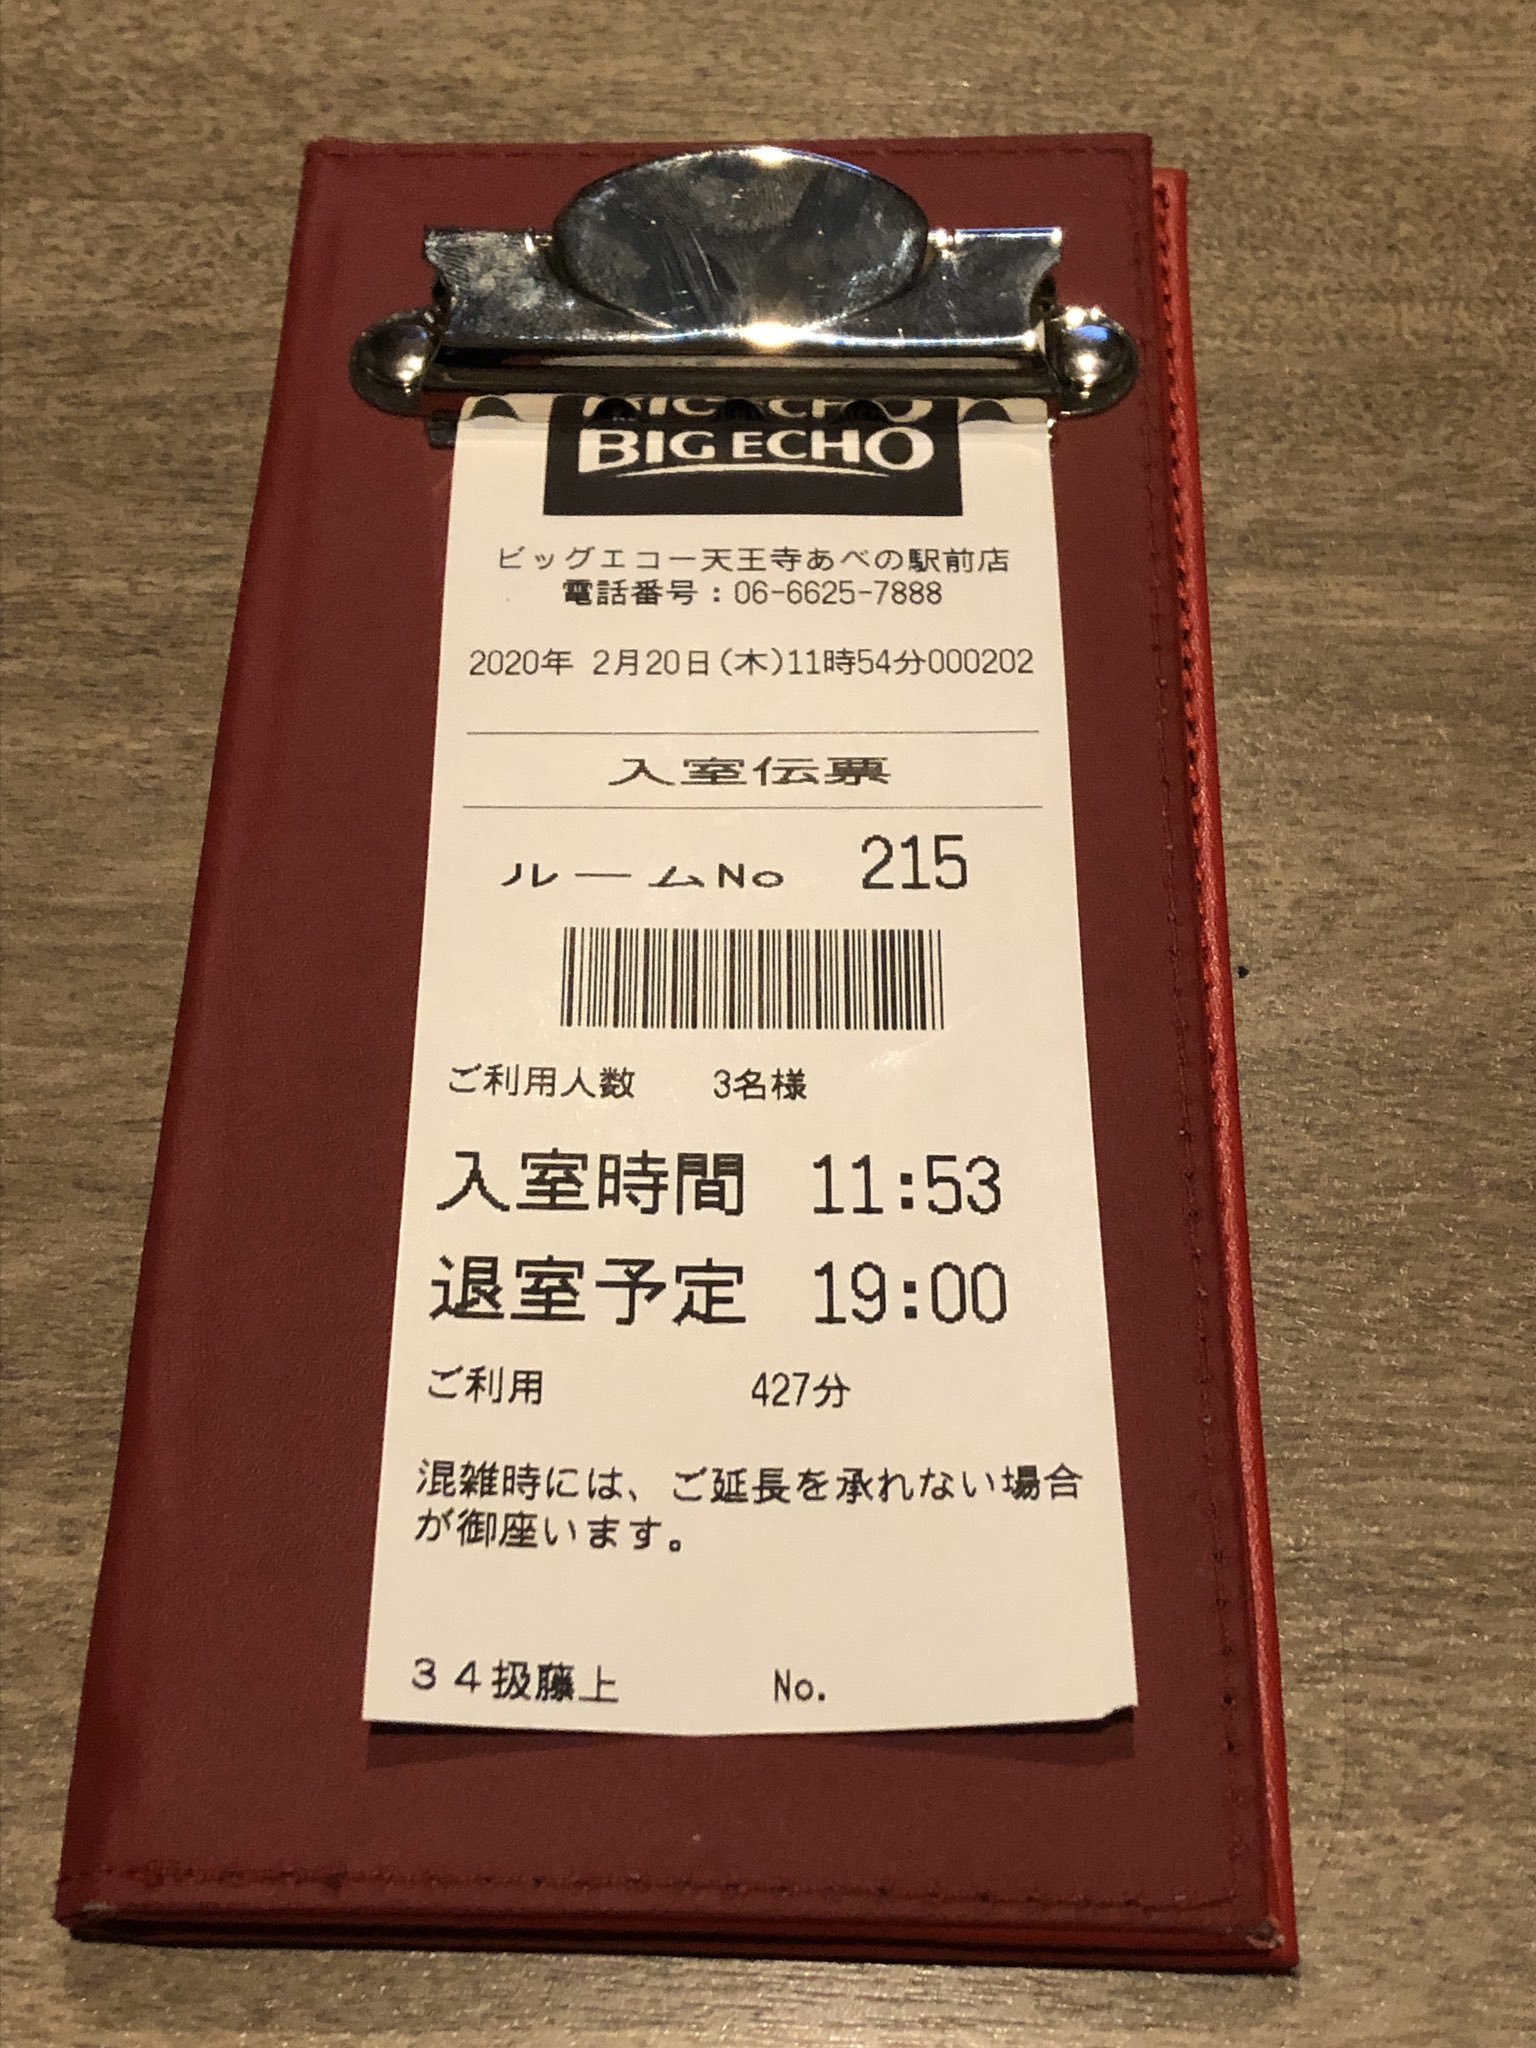 BIG ECHO
BIG ECHO
ビッグエコー天王寺あべの駅前店
電話番号：06-6625-7888
2020年 2月20日(木)11時54分000202
入室伝票
ルームNo 215
ご利用人数 3名様
入室時間 11:53
退室予定 19:00
ご利用 427分
混雑時には、ご延長を承れない場合
が御座います。
34扱藤上 No.